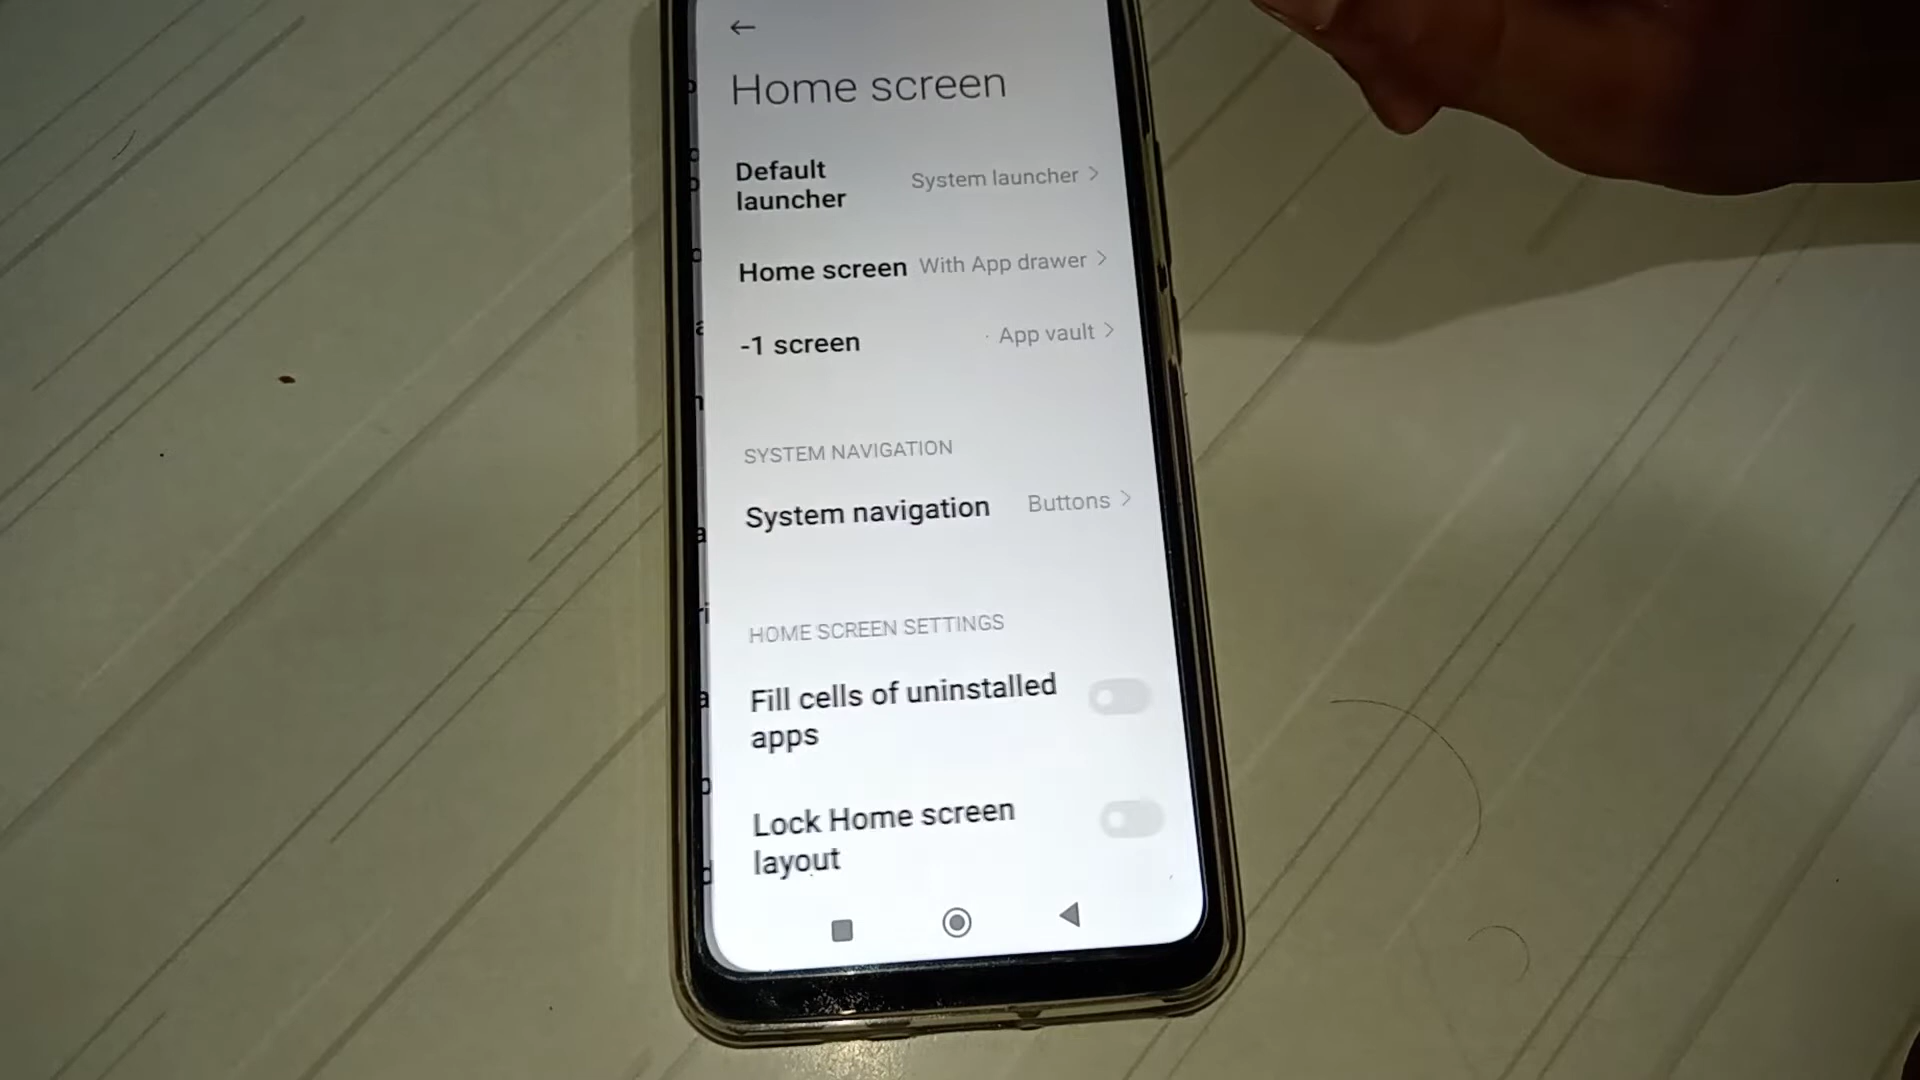 Home screen
Default
launcher
System launcher
Home screen With App drawer
-1 screen App vault
SYSTEM NAVIGATION
System navigation Buttons
HOME SCREEN SETTINGS
Fill cells of uninstalled
apps
Lock Home screen
layout